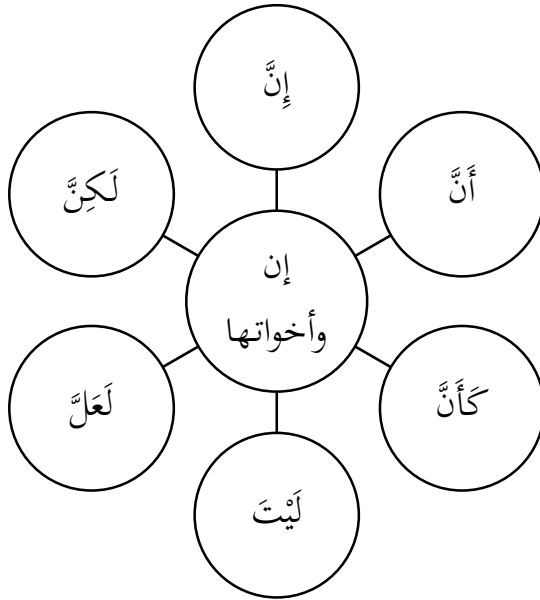 إِنَّ
أَنَّ
لَكِنَّ
إن
وأخواتها
كَأَنَّ
لَعَلَّ
لَيْتَ